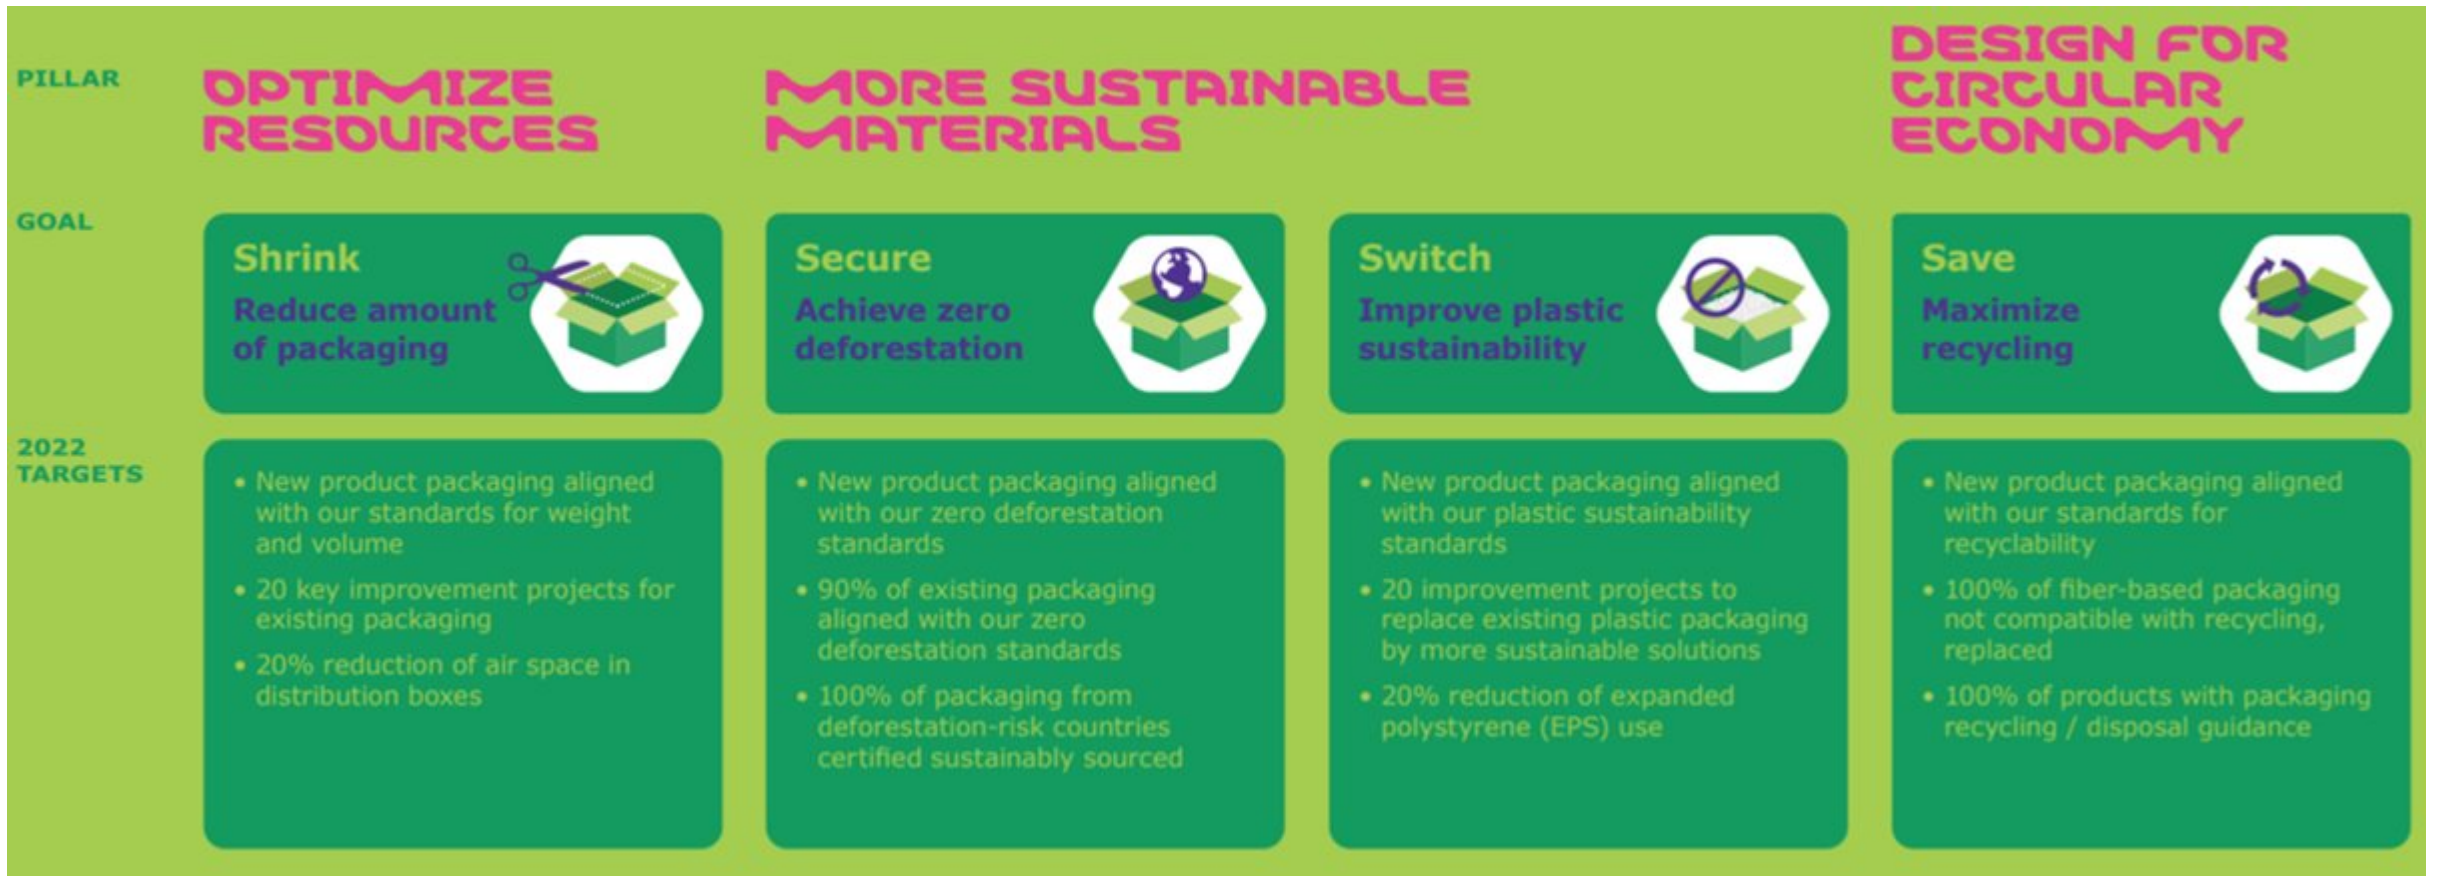 PILLAR
OPTIMIZE
RESOURCES
MORE SUSTAINABLE
MATERIALS
DESIGN FOR
CIRCULAR
ECONOMY
GOAL
Shrink
Reduce amount
of packaging
Secure
Achieve zero
deforestation
Switch
Improve plastic
sustainability
Save
Maximize
recycling
2022
TARGETS
• New product packaging aligned
with our standards for weight
and volume
• 20 key improvement projects for
existing packaging
• 20% reduction of air space in
distribution boxes
• New product packaging aligned
with our zero deforestation
standards
• 90% of existing packaging
aligned with our zero
deforestation standards
• 100% of packaging from
deforestation-risk countries
certified sustainably sourced
• New product packaging aligned
with our plastic sustainability
standards
• 20 improvement projects to
replace existing plastic packaging
by more sustainable solutions
• 20% reduction of expanded
polystyrene (EPS) use
• New product packaging aligned
with our standards for
recyclability
• 100% of fiber-based packaging
not compatible with recycling,
replaced
• 100% of products with packaging
recycling / disposal guidance